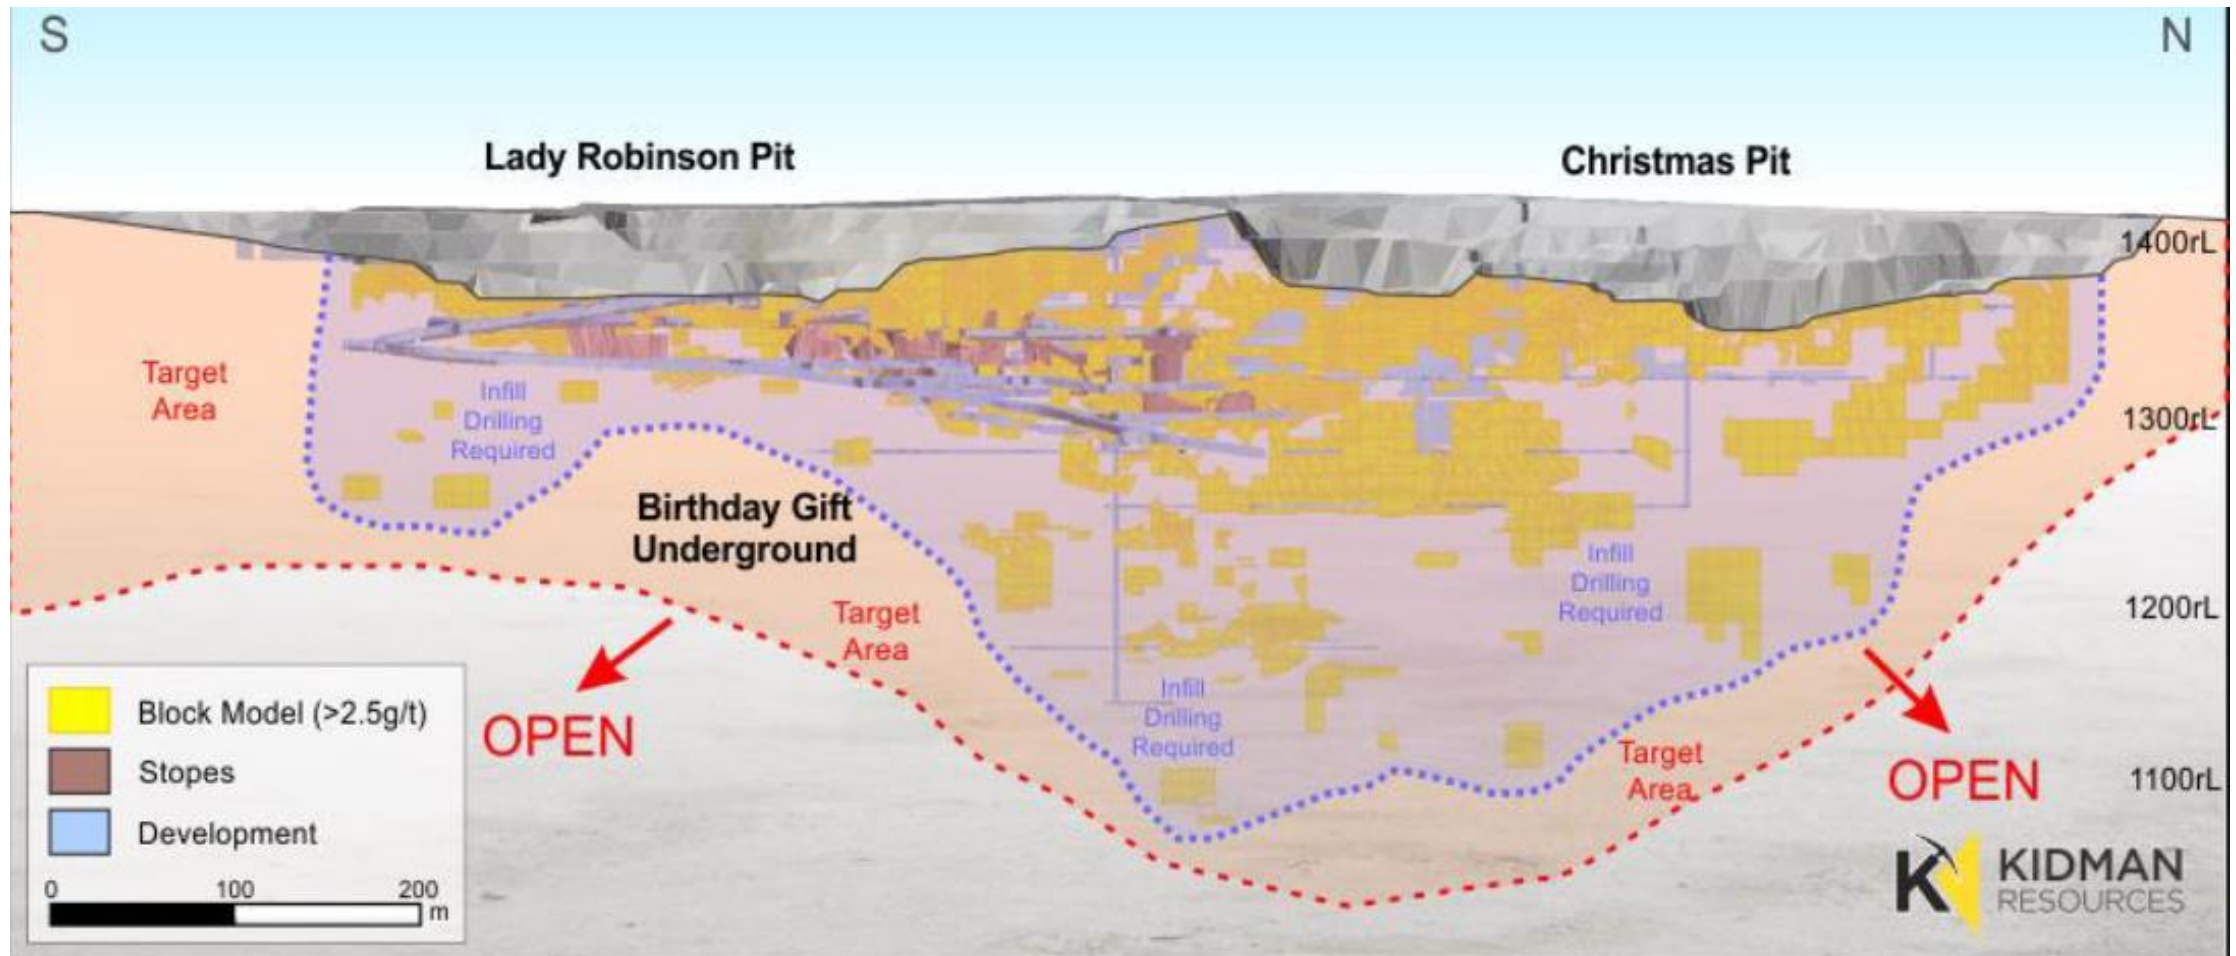 S
N
Lady Robinson Pit
Christmas Pit
1400rL
Target
Area
Infill
Drilling
Required
1300rL
Birthday Gift
Underground
Infill
Drilling
Required
Target
Area
1200rL
OPEN
Infill
Drilling
Required
Target
Area
OPEN
1100rL
Block Model (>2.5g/t)
Stopes
Development
0 100 200
m
KIDMAN
RESOURCES